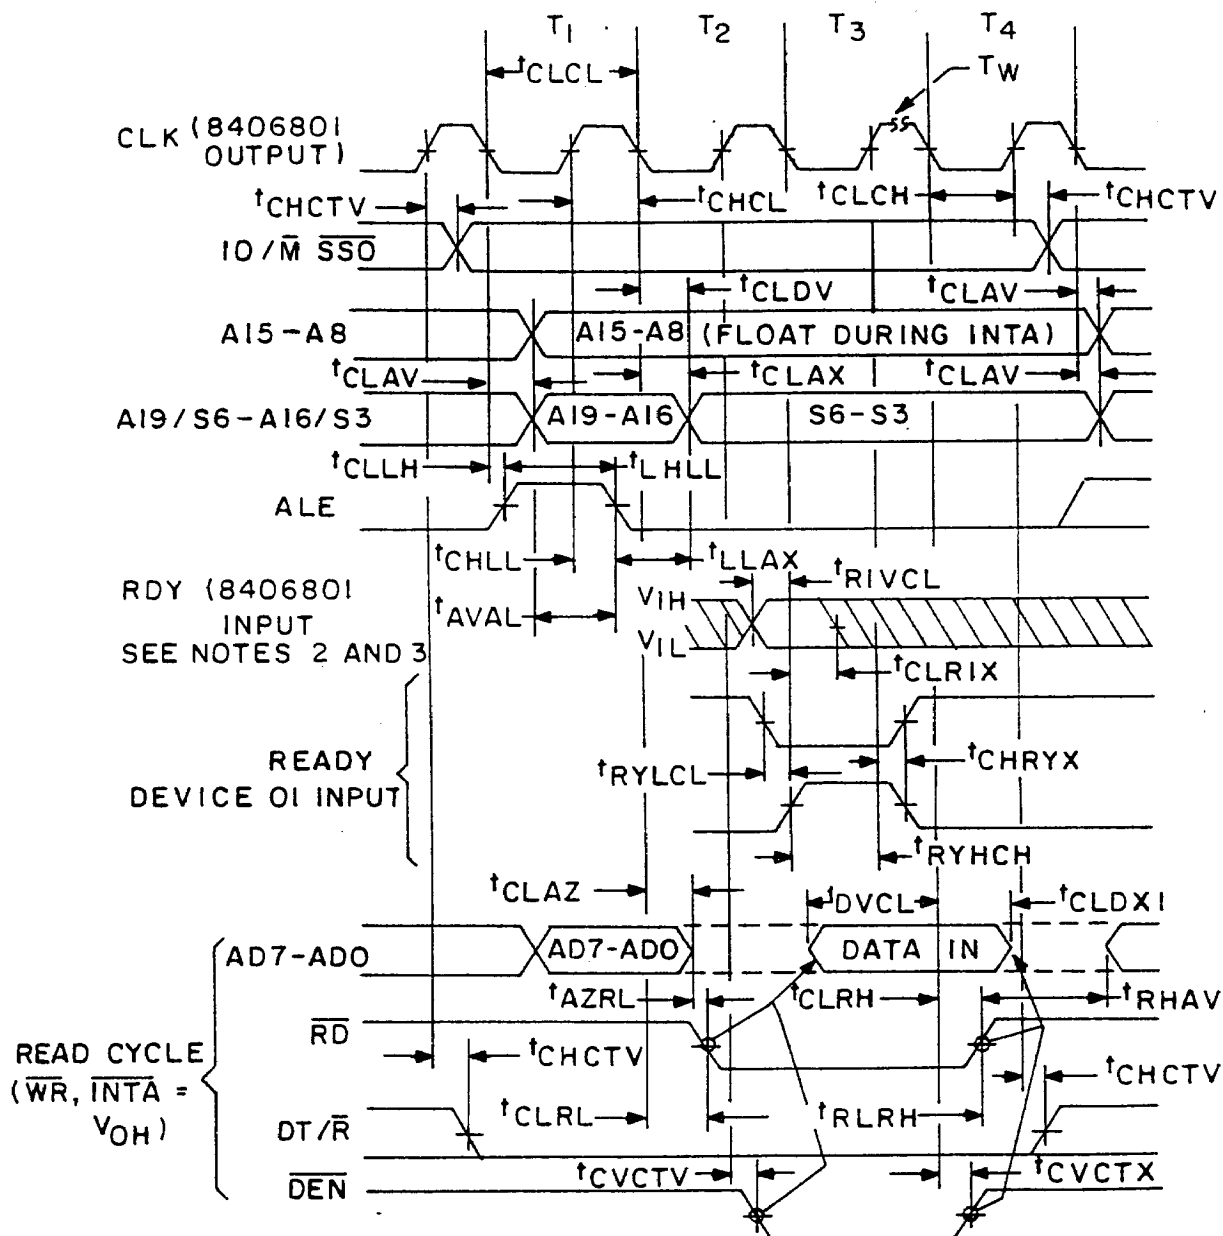 T1 T2 T3 T4
tCLCL
TW
CLK (8406801
OUTPUT)
tCHCTV tCHCL tCLCH tCHCTV
IO/M̅ S̅S̅O̅
tCLDV tCLAV
A15-A8 A15-A8 (FLOAT DURING INTA)
tCLAV tCLAX tCLAV
A19/S6-A16/S3 A19-A16 S6-S3
tCLLH tLHLL
ALE
tCHLL tLLAX tRIVCL
RDY (8406801
INPUT
SEE NOTES 2 AND 3
VIH
VIL
tAVAL
tCLRIX
READY
DEVICE 01 INPUT
tRYLCL tCHRYX
tRYHCH
tCLAZ tDVCL tCLDX1
AD7-AD0 AD7-AD0 DATA IN
tAZRL tCLRH tRHAV
R̅D̅
READ CYCLE
(W̅R̅, I̅N̅T̅A̅ =
VOH)
tCHCTV tCHCTV
tCLRL tRLRH
DT/R̅
tCVCTV tCVCTX
D̅E̅N̅